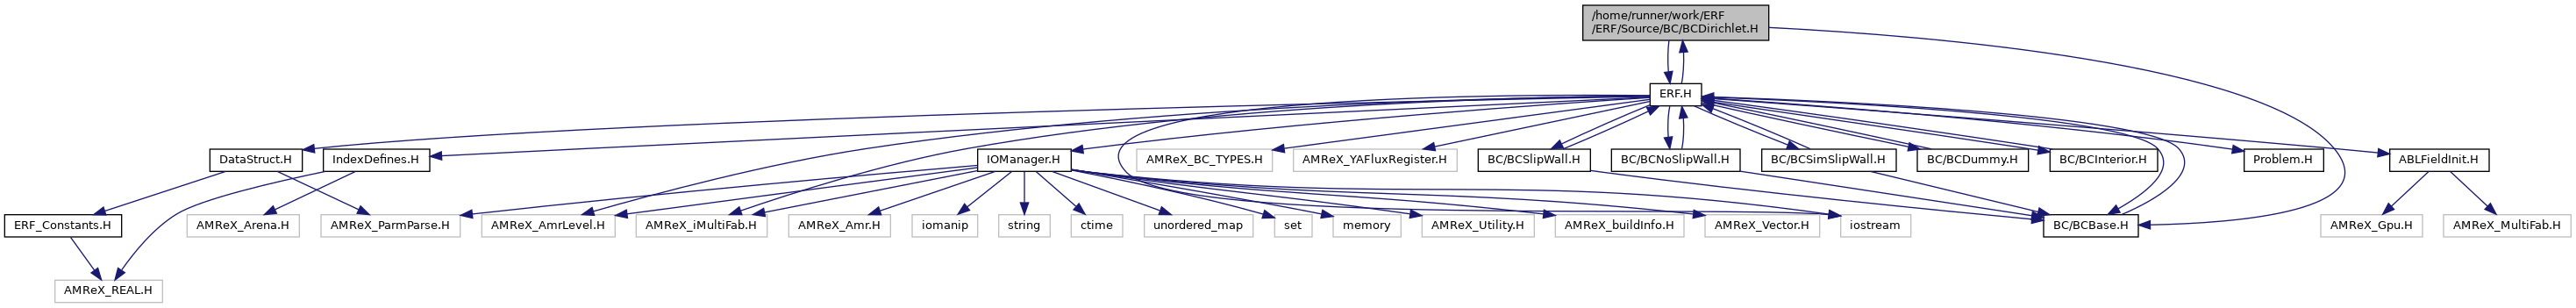 /home/runner/work/ERF
/ERF/Source/BC/BCDirichlet.H
ERF.H
DataStruct.H
IndexDefines.H
IOManager.H
AMReX_BC_TYPES.H
AMReX_YAFluxRegister.H
BC/BCSlipWall.H
BC/BCNoSlipWall.H
BC/BCSimSlipWall.H
BC/BCDummy.H
BC/BCInterior.H
Problem.H
ABLFieldInit.H
ERF_Constants.H
AMReX_Arena.H
AMReX_ParmParse.H
AMReX_AmrLevel.H
AMReX_iMultiFab.H
AMReX_Amr.H
iomanip
string
ctime
unordered_map
set
memory
AMReX_Utility.H
AMReX_buildInfo.H
AMReX_Vector.H
iostream
BC/BCBase.H
AMReX_Gpu.H
AMReX_MultiFab.H
AMReX_REAL.H